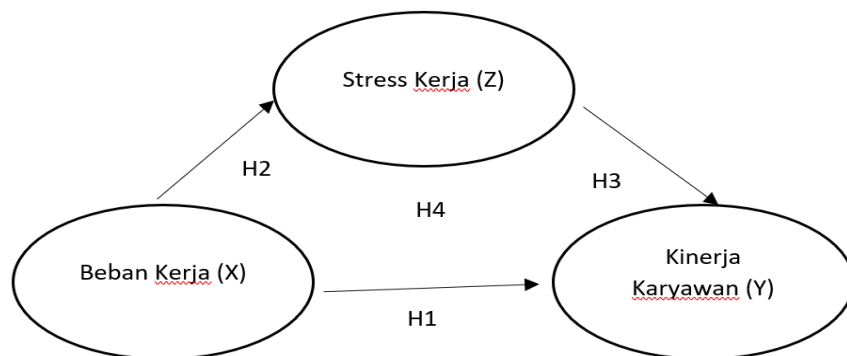 Stress Kerja (Z)
H2
H3
H4
Beban Kerja (X)
Kinerja
Karyawan (Y)
H1